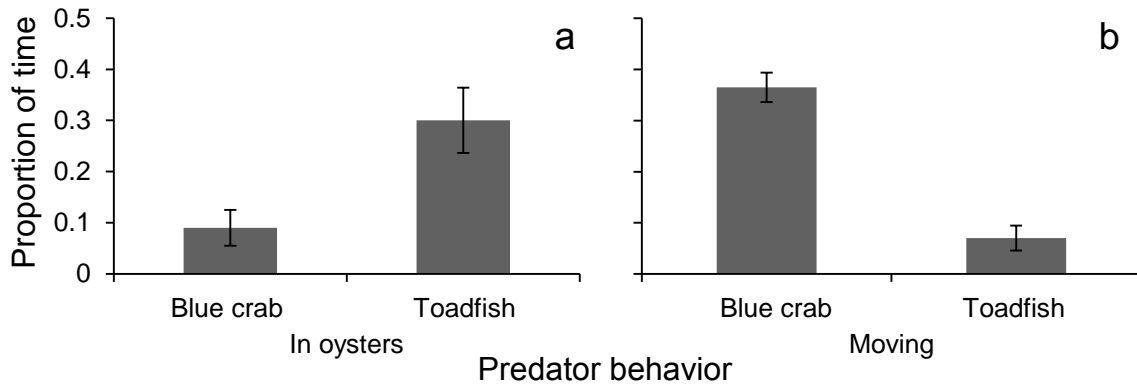 Proportion of time
0.5
0.4
0.3
0.2
0.1
0
a
Blue crab
Toadfish
In oysters
b
Blue crab
Toadfish
Moving
Predator behavior